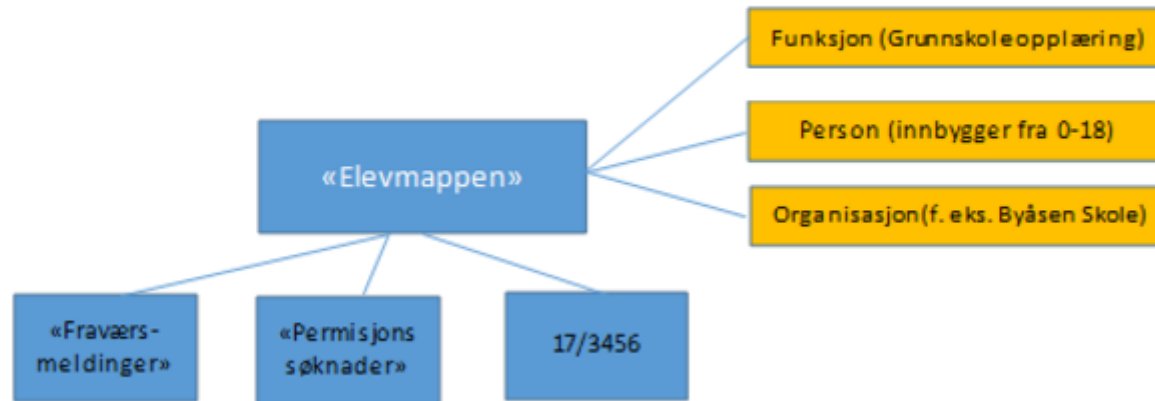 Funksjon (Grunnskoleopplæring)
«Elevmappen»
Person (innbygger fra 0-18)
Organisasjon(f. eks. Byåsen Skole)
«Fraværs-
meldinger»
«Permisjons
søknader»
17/3456